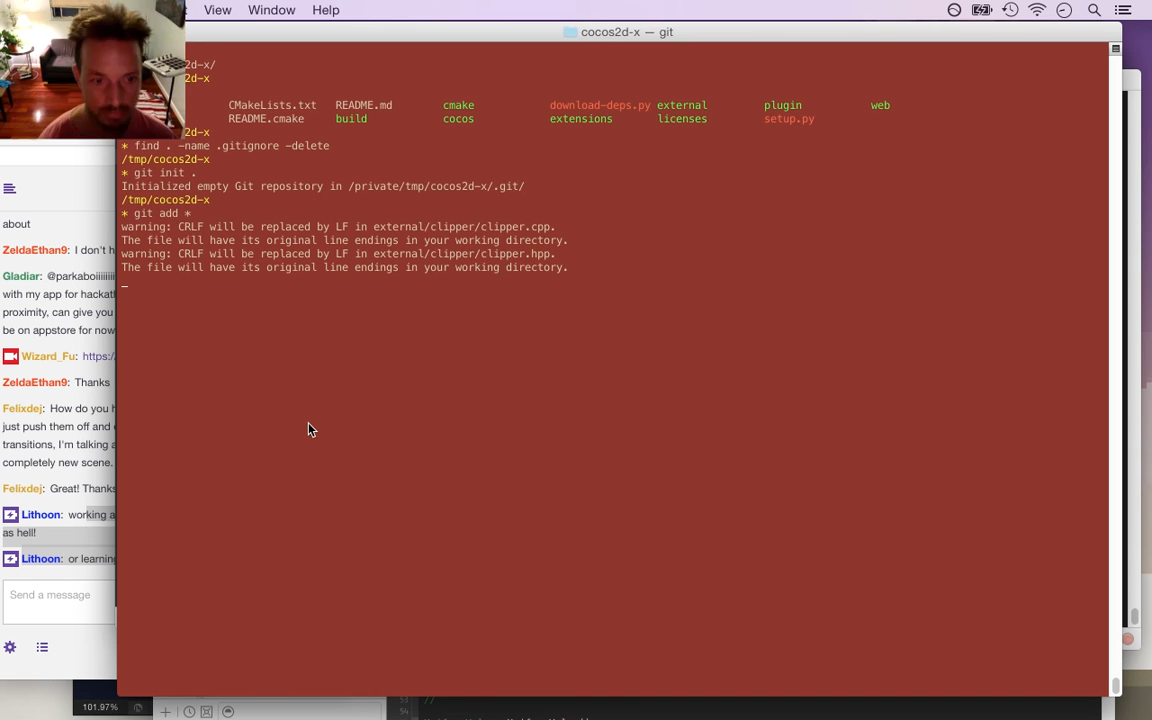 View Window Help
cocos2d-x — git
2d-x/
2d-x
CMakeLists.txt README.md cmake download-deps.py external plugin web
README.cmake build cocos extensions licenses setup.py
2d-x
* find . -name .gitignore -delete
/tmp/cocos2d-x
* git init .
Initialized empty Git repository in /private/tmp/cocos2d-x/.git/
/tmp/cocos2d-x
* git add *
warning: CRLF will be replaced by LF in external/clipper/clipper.cpp.
The file will have its original line endings in your working directory.
warning: CRLF will be replaced by LF in external/clipper/clipper.hpp.
The file will have its original line endings in your working directory.
about
ZeldaEthan9: I don't h
Gladiar: @parkaboiiiiiii
with my app for hackat
proximity, can give you
be on appstore for now
Wizard_Fu: https:/
ZeldaEthan9: Thanks
Felixdej: How do you h
just push them off and
transitions, I'm talking a
completely new scene.
Felixdej: Great! Thanks
Lithoon: working a
as hell!
Lithoon: or learning
Send a message
101.97%
53 //
54